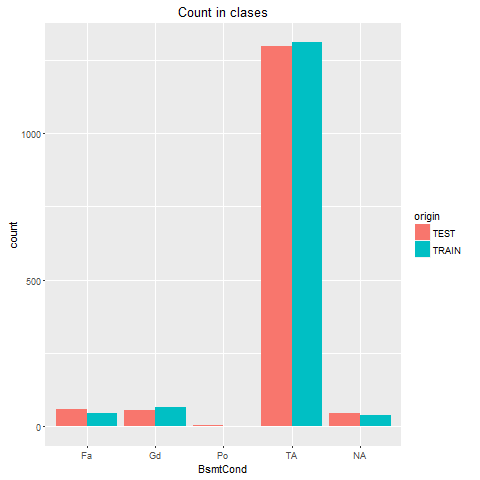 Count in clases
count
1000
500
0
Fa Gd Po TA NA
BsmtCond
origin
TEST
TRAIN